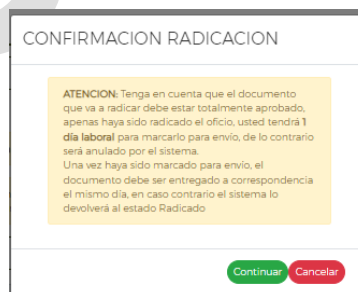 CONFIRMACION RADICACION
ATENCION: Tenga en cuenta que el documento
que va a radicar debe estar totalmente aprobado,
apenas haya sido radicado el oficio, usted tendrá 1
día laboral para marcarlo para envío, de lo contrario
será anulado por el sistema.
Una vez haya sido marcado para envío, el
documento debe ser entregado a correspondencia
el mismo día, en caso contrario el sistema lo
devolverá al estado Radicado
Continuar Cancelar